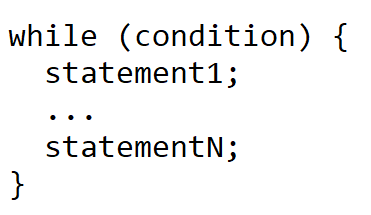 while (condition) {
  statement1;
  ...
  statementN;
}